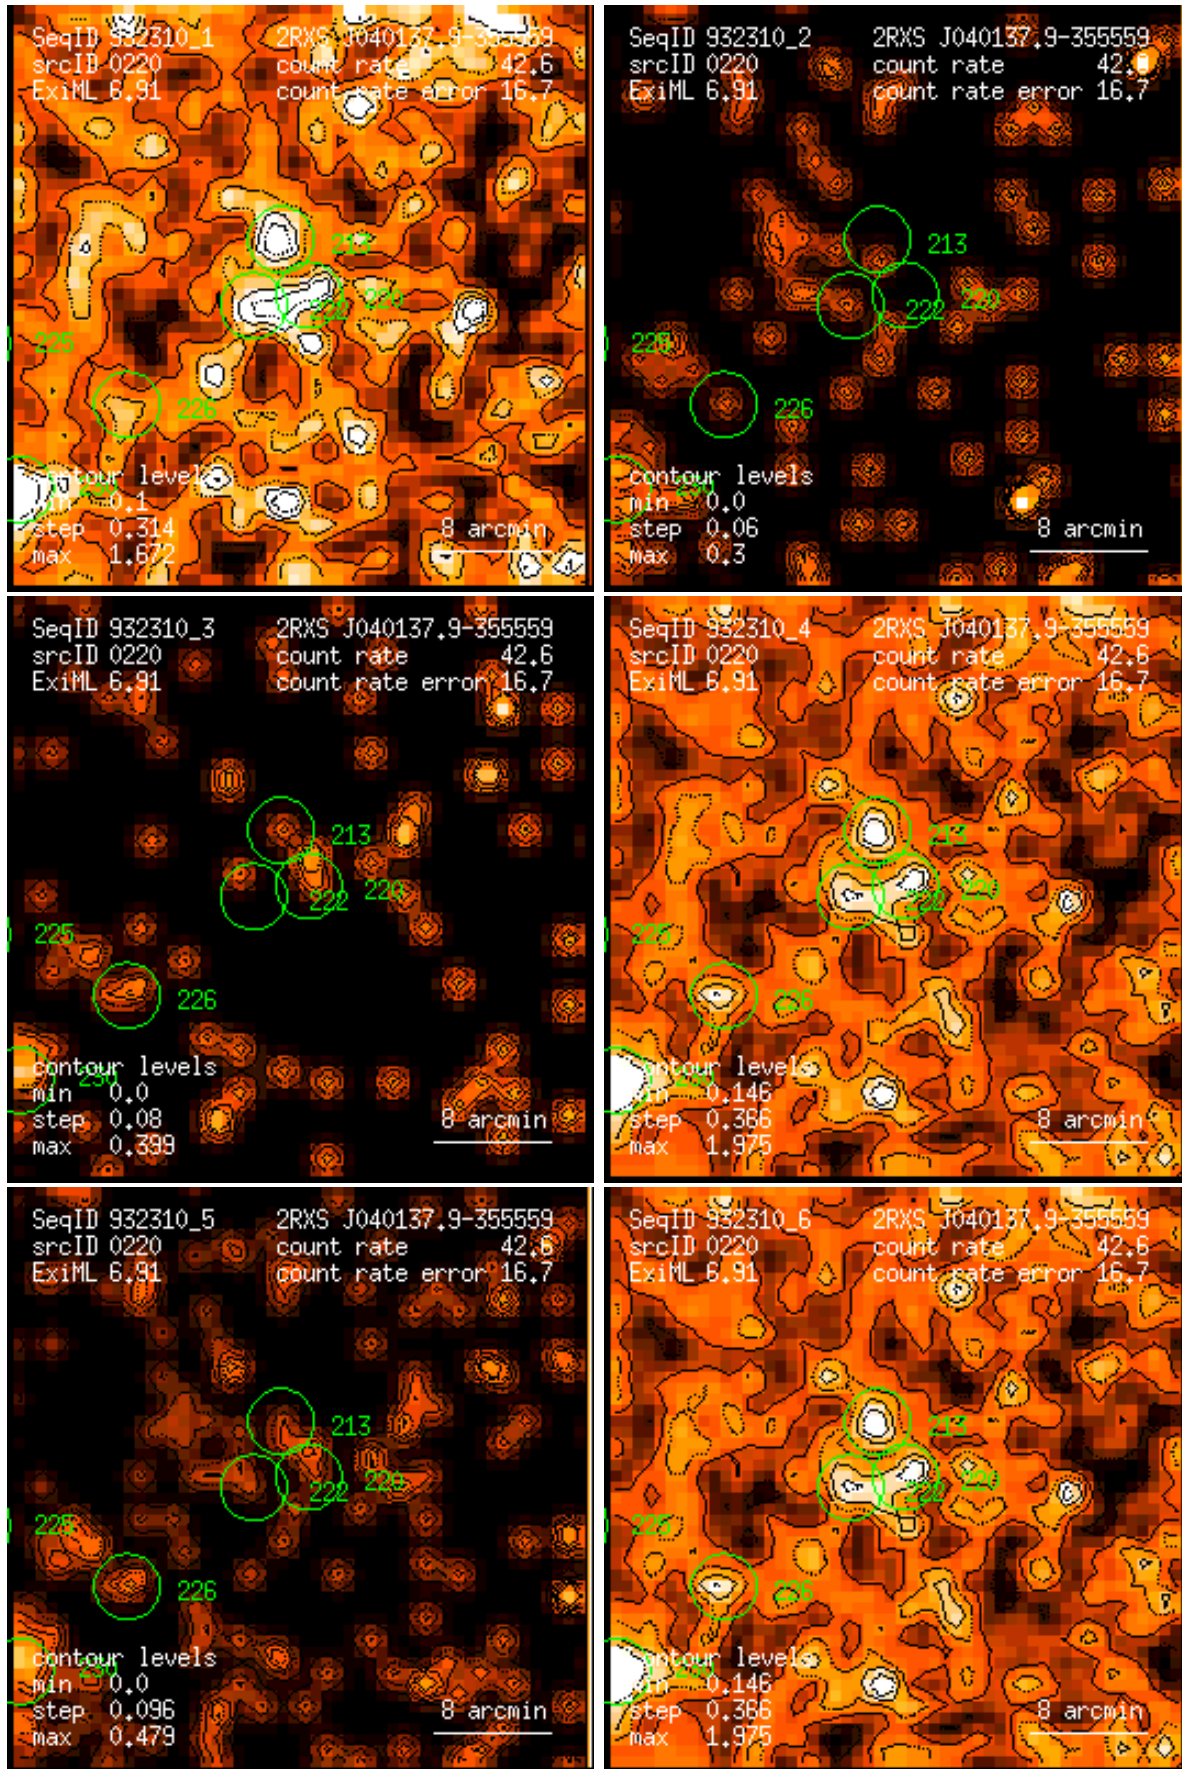 SeqID 932310_1 2RXS J040137.9-355559
srcID 0220 count rate 42.6
ExiML 6.91 count rate error 16.7
213
220
222
225
226
contour levels
min 0.1
step 0.314 8 arcmin
max 1.672
SeqID 932310_2 2RXS J040137.9-355559
srcID 0220 count rate 42.6
ExiML 6.91 count rate error 16.7
213
220
222
225
226
contour levels
230
min 0.0
step 0.06 8 arcmin
max 0.3
SeqID 932310_3 2RXS J040137.9-355559
srcID 0220 count rate 42.6
ExiML 6.91 count rate error 16.7
213
220
222
225
226
contour levels
230
min 0.0
step 0.08 8 arcmin
max 0.399
SeqID 932310_4 2RXS J040137.9-355559
srcID 0220 count rate 42.6
ExiML 6.91 count rate error 16.7
213
220
222
225
226
contour levels
230
min 0.146
step 0.366 8 arcmin
max 1.975
SeqID 932310_5 2RXS J040137.9-355559
srcID 0220 count rate 42.6
ExiML 6.91 count rate error 16.7
213
220
222
225
226
contour levels
230
min 0.0
step 0.096 8 arcmin
max 0.479
SeqID 932310_6 2RXS J040137.9-355559
srcID 0220 count rate 42.6
ExiML 6.91 count rate error 16.7
213
220
222
225
226
contour levels
230
min 0.146
step 0.366 8 arcmin
max 1.975